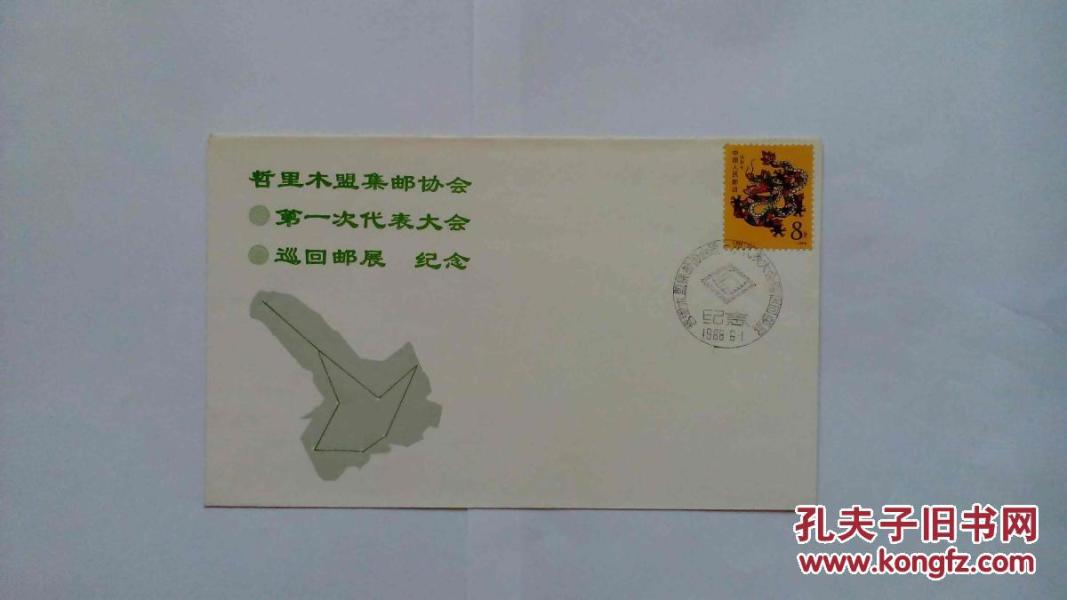 哲里木盟集邮协会
第一次代表大会
巡回邮展 纪念
中国人民邮政
8分
纪念
1988 6 1
孔夫子旧书网
www.kongfz.com